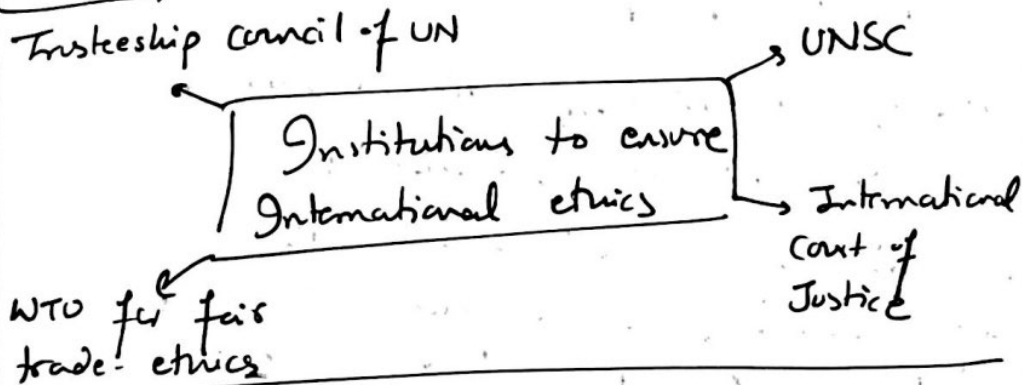 Trusteeship council of UN
UNSC
Institutions to ensure
International ethics
International
Court of
Justice
WTO for fair
trade ethics